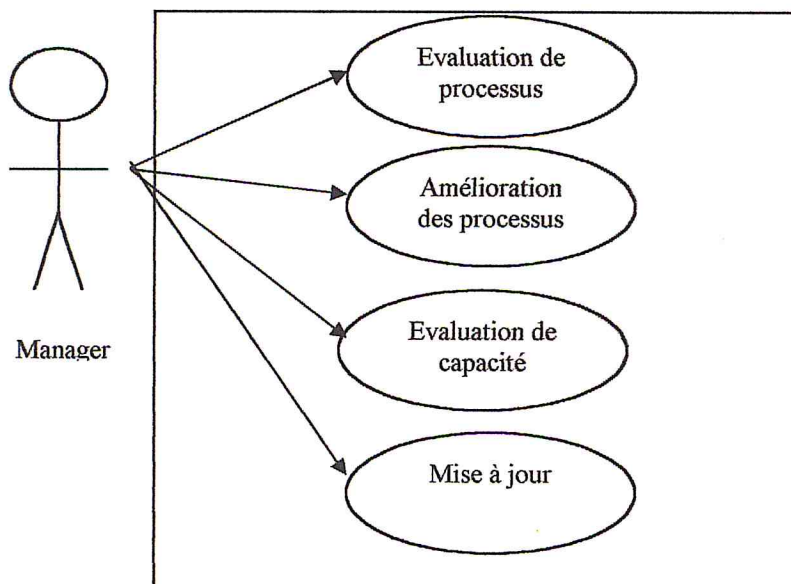 Evaluation de
processus
Amélioration
des processus
Evaluation de
capacité
Mise à jour
Manager